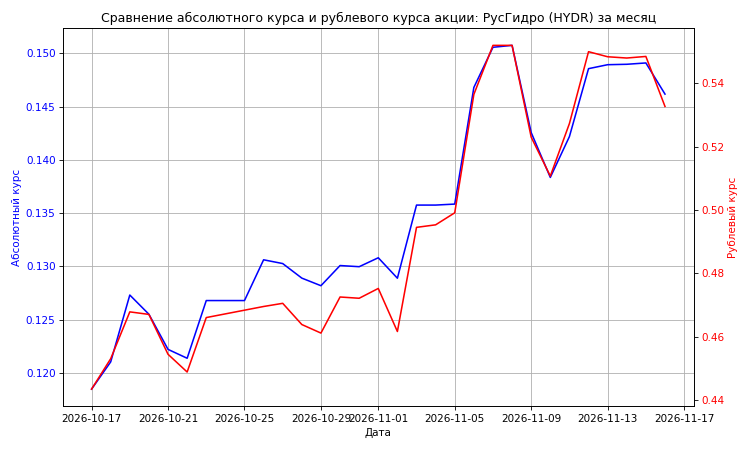 Сравнение абсолютного курса и рублевого курса акции: РусГидро (HYDR) за месяц
Абсолютный курс
0.150
0.145
0.140
0.135
0.130
0.125
0.120
0.54
0.52
0.50
0.48
0.46
0.44
Рублевый курс
2026-10-17 2026-10-21 2026-10-25 2026-10-29 2026-11-01 2026-11-05 2026-11-09 2026-11-13 2026-11-17
Дата